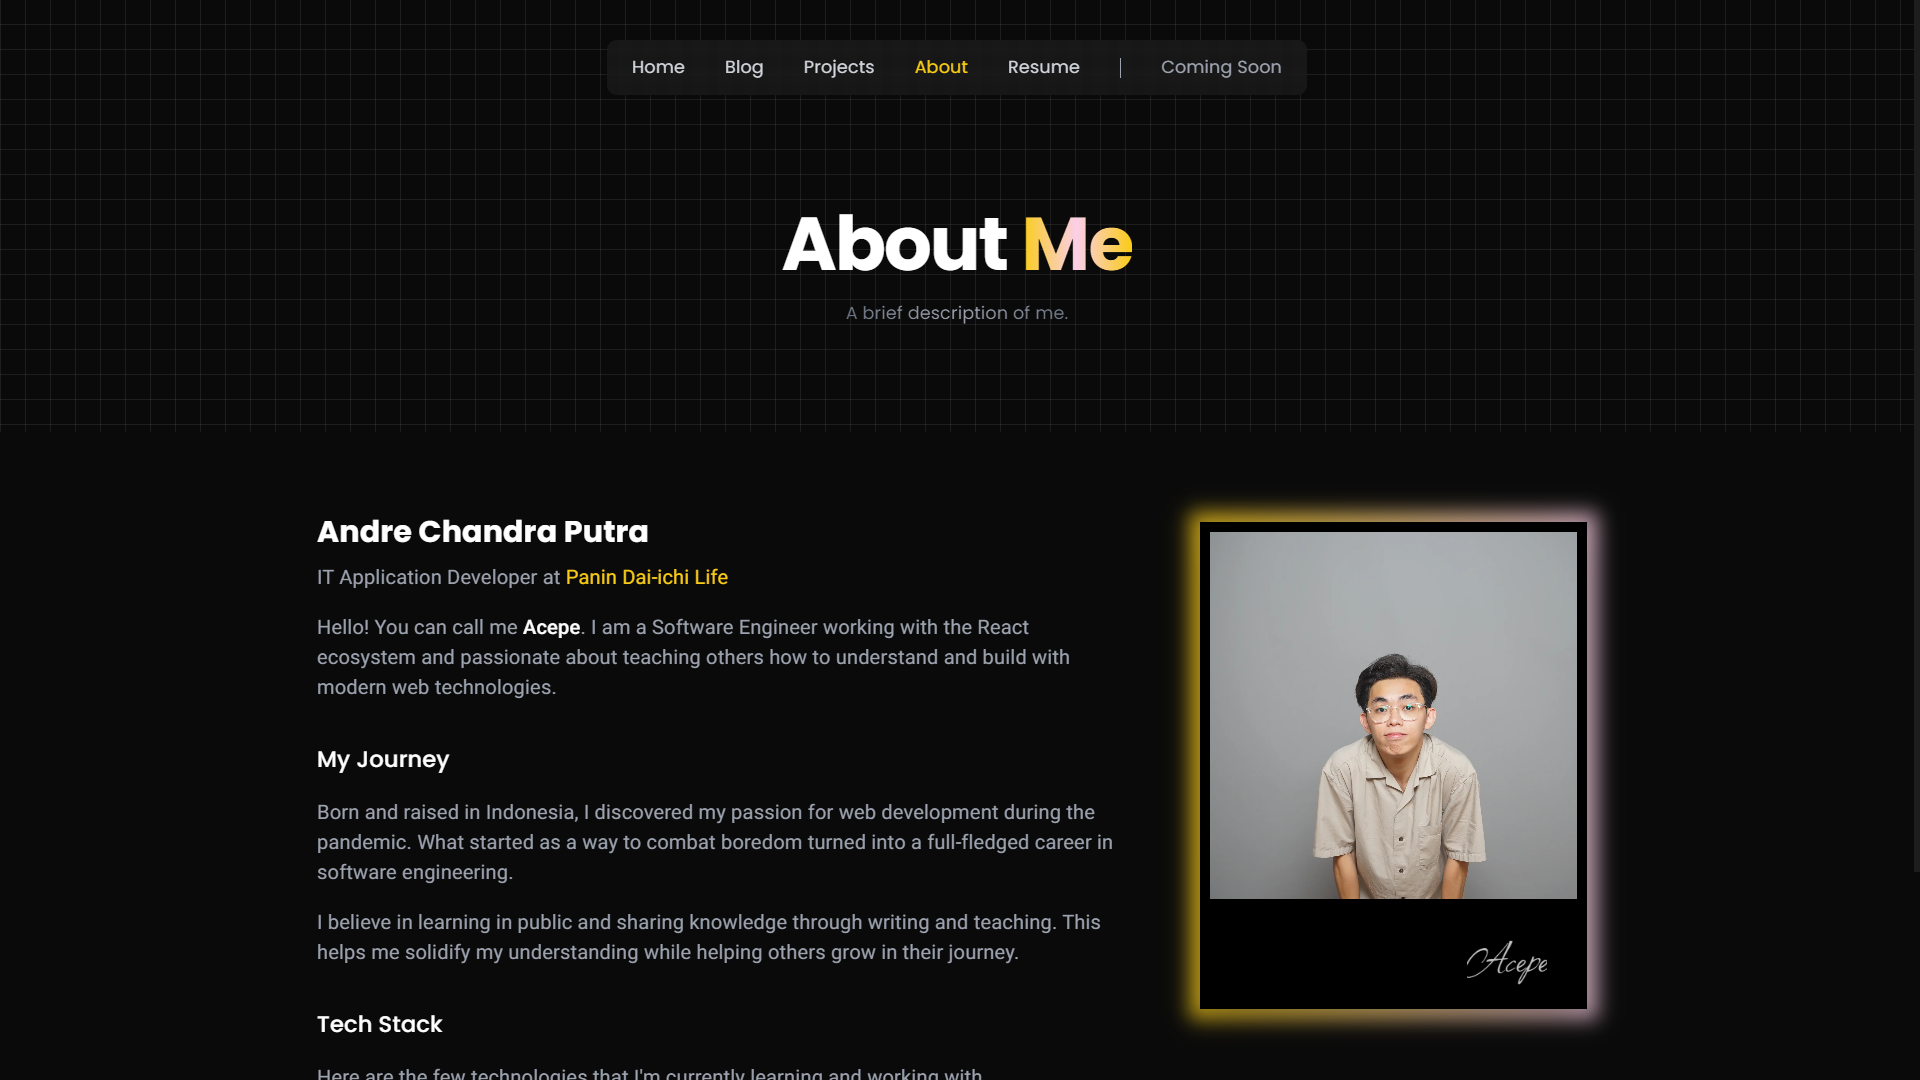 Home Blog Projects About Resume | Coming Soon
About Me
A brief description of me.
Andre Chandra Putra
IT Application Developer at Panin Dai-ichi Life
Hello! You can call me Acepe. I am a Software Engineer working with the React
ecosystem and passionate about teaching others how to understand and build with
modern web technologies.
My Journey
Born and raised in Indonesia, I discovered my passion for web development during the
pandemic. What started as a way to combat boredom turned into a full-fledged career in
software engineering.
I believe in learning in public and sharing knowledge through writing and teaching. This
helps me solidify my understanding while helping others grow in their journey.
Acepe
Tech Stack
Here are the few technologies that I'm currently learning and working with